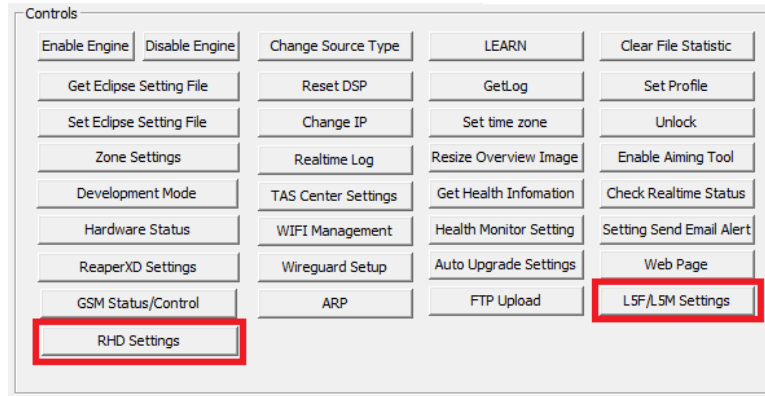 Controls
Enable Engine Disable Engine Change Source Type LEARN Clear File Statistic
Get Eclipse Setting File Reset DSP GetLog Set Profile
Set Eclipse Setting File Change IP Set time zone Unlock
Zone Settings Realtime Log Resize Overview Image Enable Aiming Tool
Development Mode TAS Center Settings Get Health Infomation Check Realtime Status
Hardware Status WIFI Management Health Monitor Setting Setting Send Email Alert
ReaperXD Settings Wireguard Setup Auto Upgrade Settings Web Page
GSM Status/Control ARP FTP Upload L5F/L5M Settings
RHD Settings